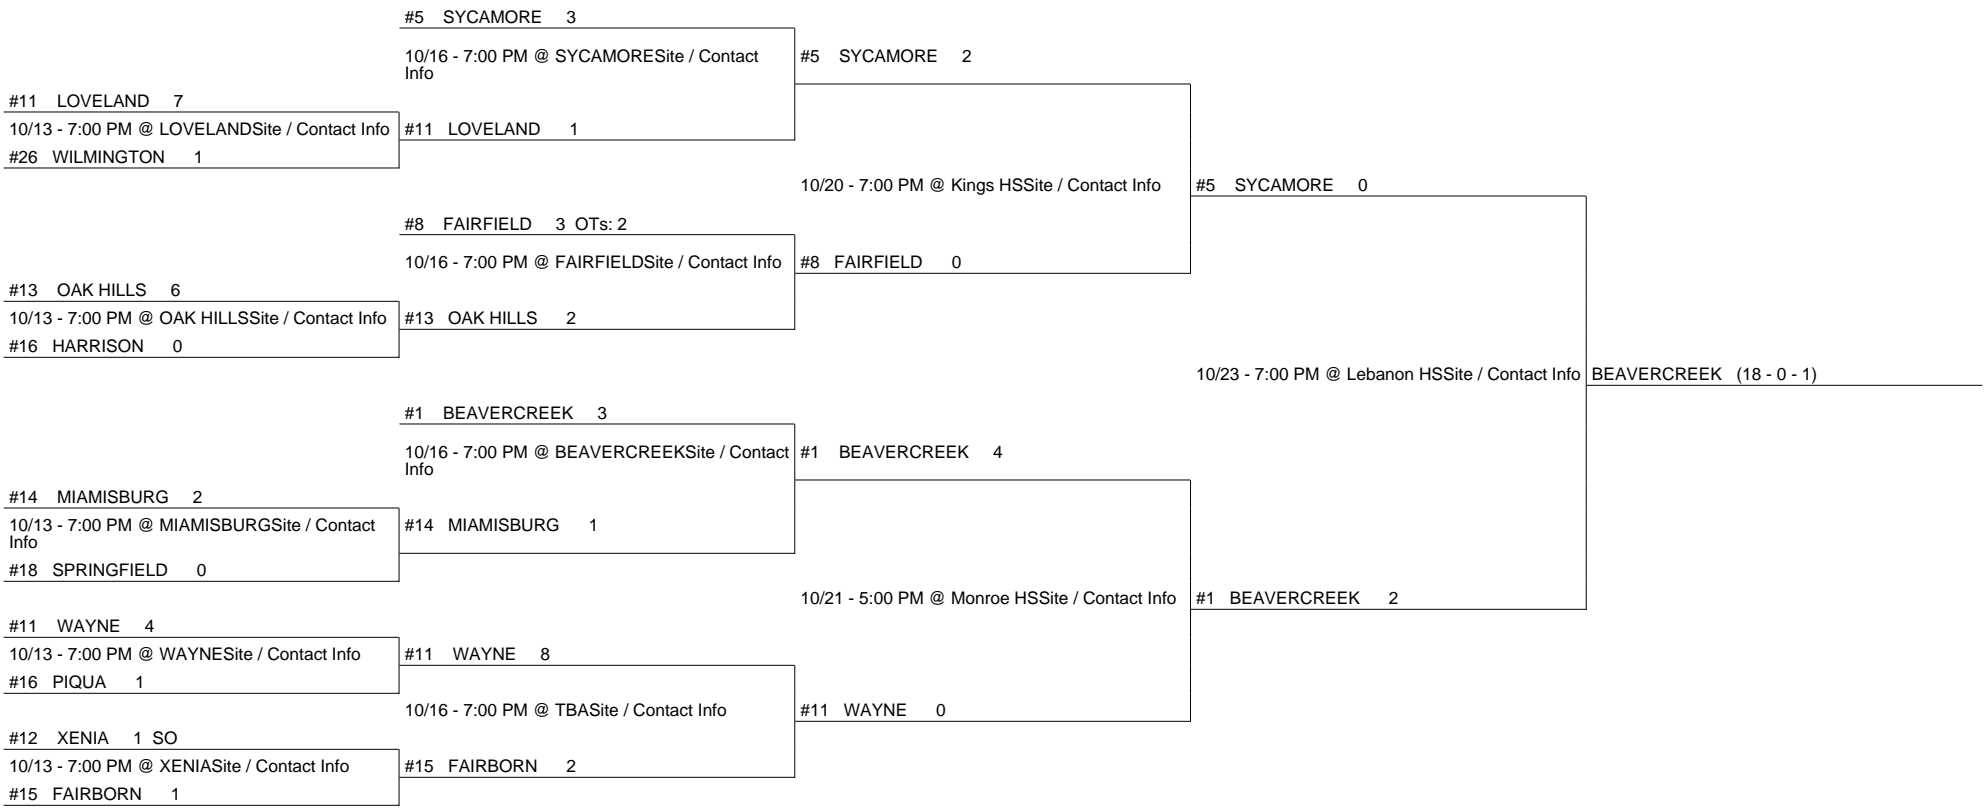 #5 SYCAMORE 3
10/16 - 7:00 PM @ SYCAMORESite / Contact
Info
#5 SYCAMORE 2
#11 LOVELAND 7
10/13 - 7:00 PM @ LOVELANDSite / Contact Info
#11 LOVELAND 1
#26 WILMINGTON 1
10/20 - 7:00 PM @ Kings HSSite / Contact Info
#5 SYCAMORE 0
#8 FAIRFIELD 3 OTs: 2
10/16 - 7:00 PM @ FAIRFIELDSite / Contact Info
#8 FAIRFIELD 0
#13 OAK HILLS 6
10/13 - 7:00 PM @ OAK HILLSSite / Contact Info
#13 OAK HILLS 2
#16 HARRISON 0
10/23 - 7:00 PM @ Lebanon HSSite / Contact Info
BEAVERCREEK (18 - 0 - 1)
#1 BEAVERCREEK 3
10/16 - 7:00 PM @ BEAVERCREEKSite / Contact
Info
#1 BEAVERCREEK 4
#14 MIAMISBURG 2
10/13 - 7:00 PM @ MIAMISBURGSite / Contact
Info
#14 MIAMISBURG 1
#18 SPRINGFIELD 0
10/21 - 5:00 PM @ Monroe HSSite / Contact Info
#1 BEAVERCREEK 2
#11 WAYNE 4
10/13 - 7:00 PM @ WAYNESite / Contact Info
#11 WAYNE 8
#16 PIQUA 1
10/16 - 7:00 PM @ TBASite / Contact Info
#11 WAYNE 0
#12 XENIA 1 SO
10/13 - 7:00 PM @ XENIASite / Contact Info
#15 FAIRBORN 2
#15 FAIRBORN 1